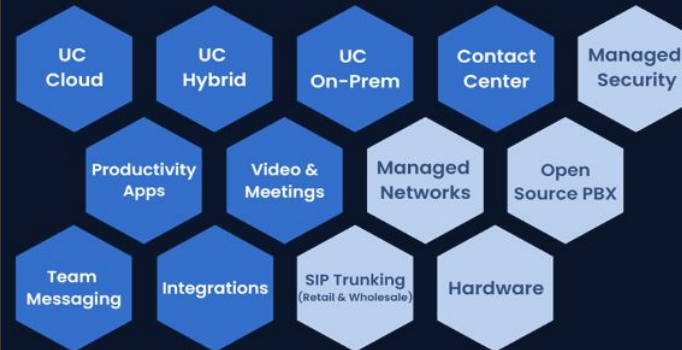 UC
Cloud
UC
Hybrid
UC
On-Prem
Contact
Center
Managed
Security
Productivity
Apps
Video &
Meetings
Managed
Networks
Open
Source PBX
Team
Messaging
Integrations
SIP Trunking
(Retail & Wholesale)
Hardware